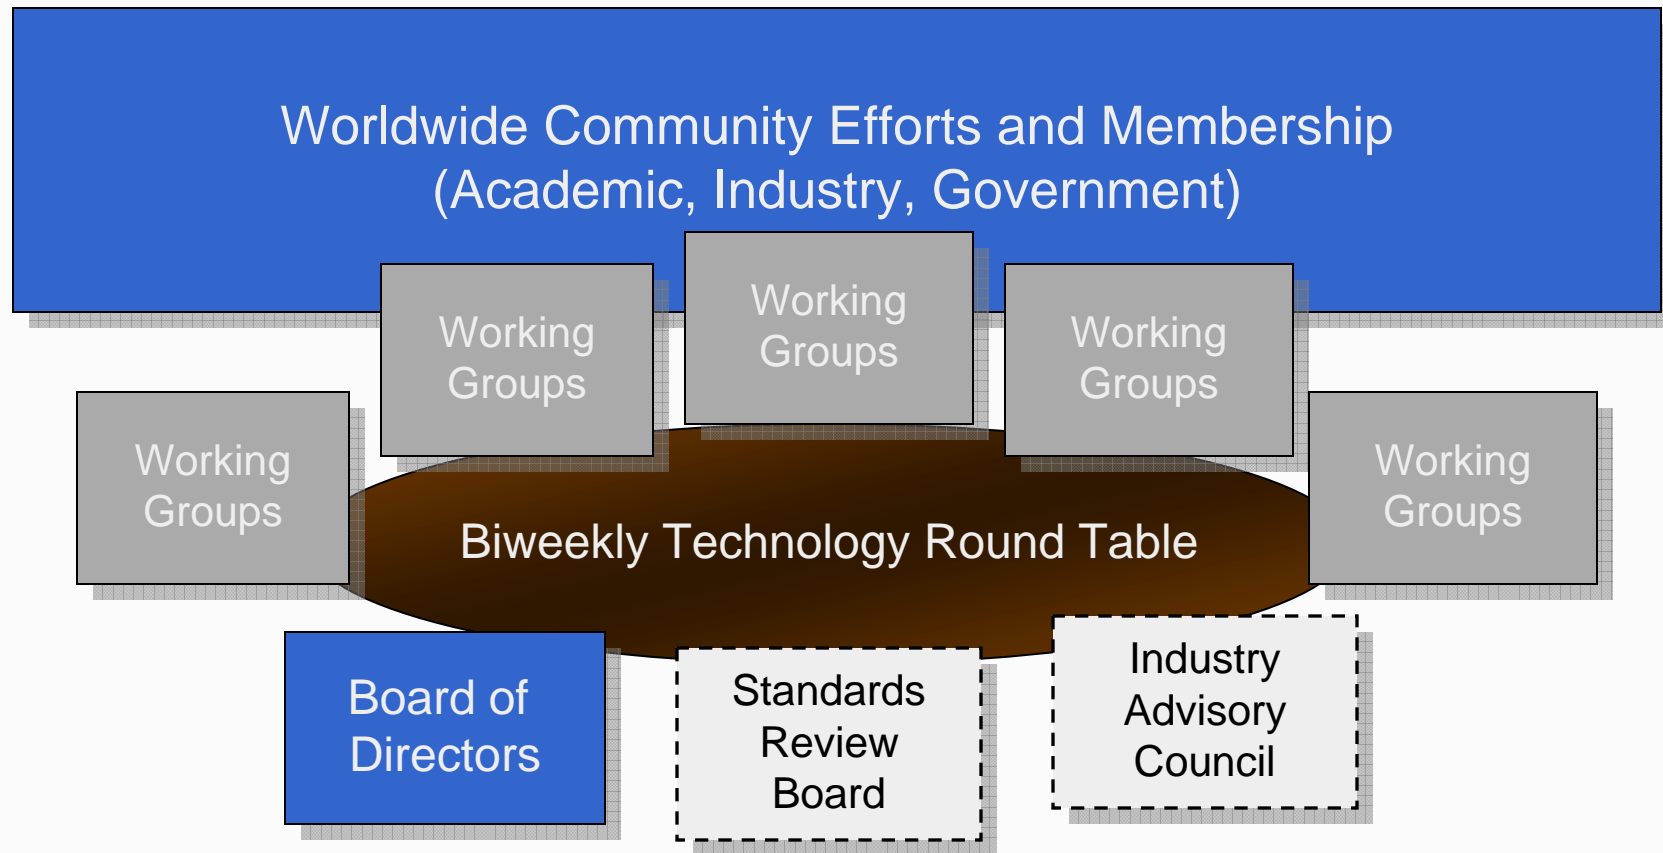 Worldwide Community Efforts and Membership
(Academic, Industry, Government)
Working
Groups
Working
Groups
Working
Groups
Working
Groups
Working
Groups
Biweekly Technology Round Table
Board of
Directors
Standards
Review
Board
Industry
Advisory
Council